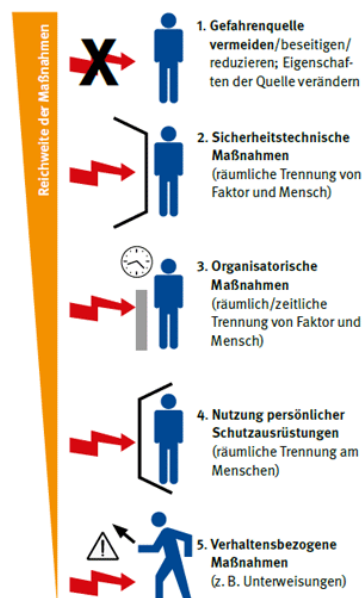 Reichweite der Maßnahmen
1. Gefahrenquelle
vermeiden/beseitigen/
reduzieren; Eigenschaf-
ten der Quelle verändern
2. Sicherheitstechnische
Maßnahmen
(räumliche Trennung von
Faktor und Mensch)
3. Organisatorische
Maßnahmen
(räumlich/zeitliche
Trennung von Faktor und
Mensch)
4. Nutzung persönlicher
Schutzausrüstungen
(räumliche Trennung am
Menschen)
5. Verhaltensbezogene
Maßnahmen
(z. B. Unterweisungen)